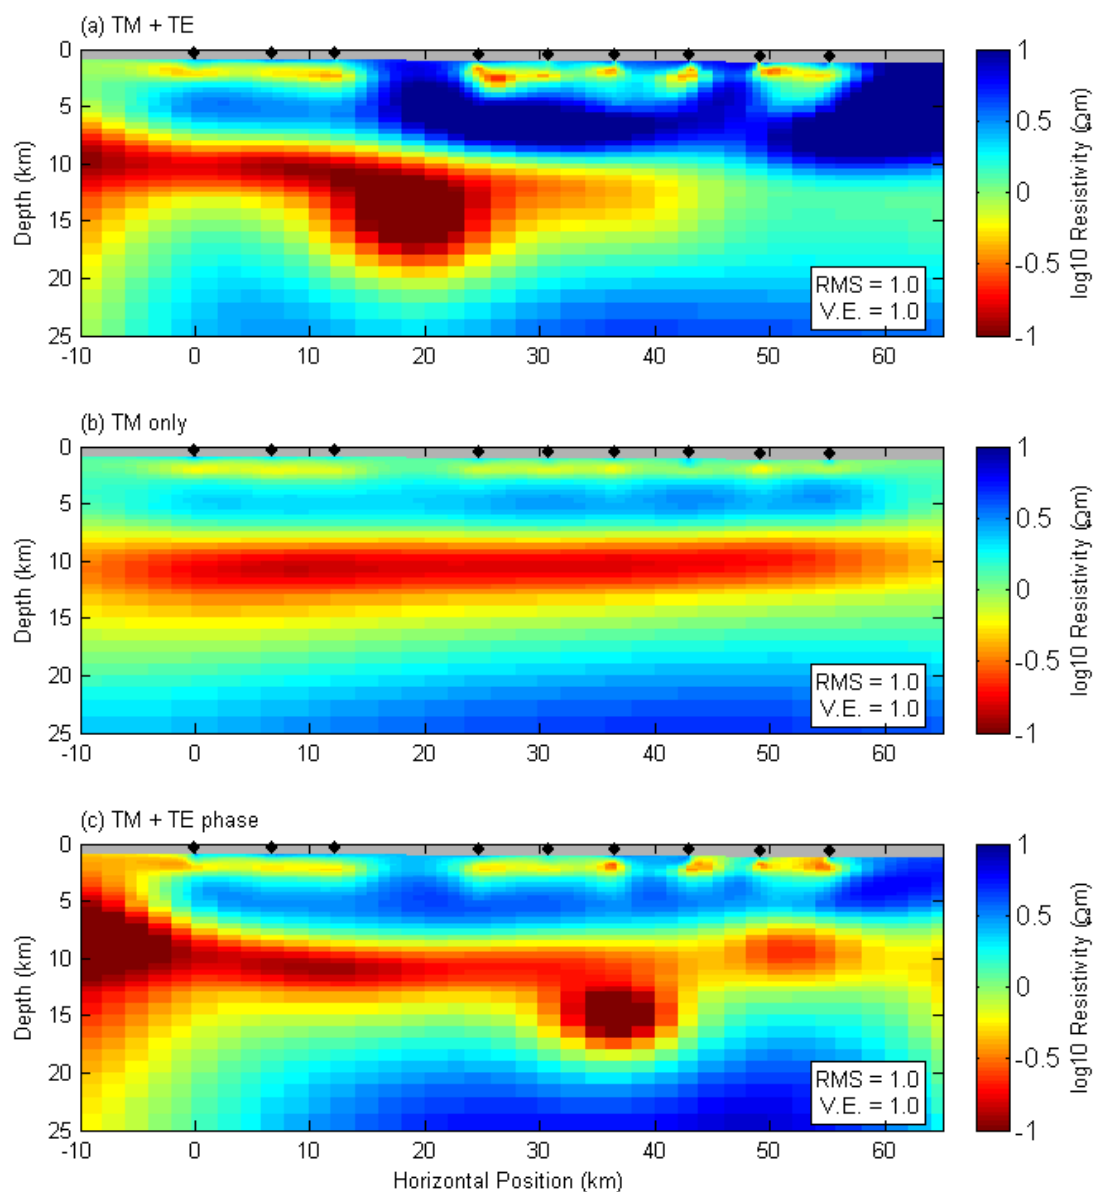 (a) TM + TE
0
5
10
15
20
25
Depth (km)
-10 0 10 20 30 40 50 60
RMS = 1.0
V.E. = 1.0
1
0.5
0
-0.5
-1
log10 Resistivity (Ωm)
(b) TM only
0
5
10
15
20
25
Depth (km)
-10 0 10 20 30 40 50 60
RMS = 1.0
V.E. = 1.0
1
0.5
0
-0.5
-1
log10 Resistivity (Ωm)
(c) TM + TE phase
0
5
10
15
20
25
Depth (km)
-10 0 10 20 30 40 50 60
Horizontal Position (km)
RMS = 1.0
V.E. = 1.0
1
0.5
0
-0.5
-1
log10 Resistivity (Ωm)